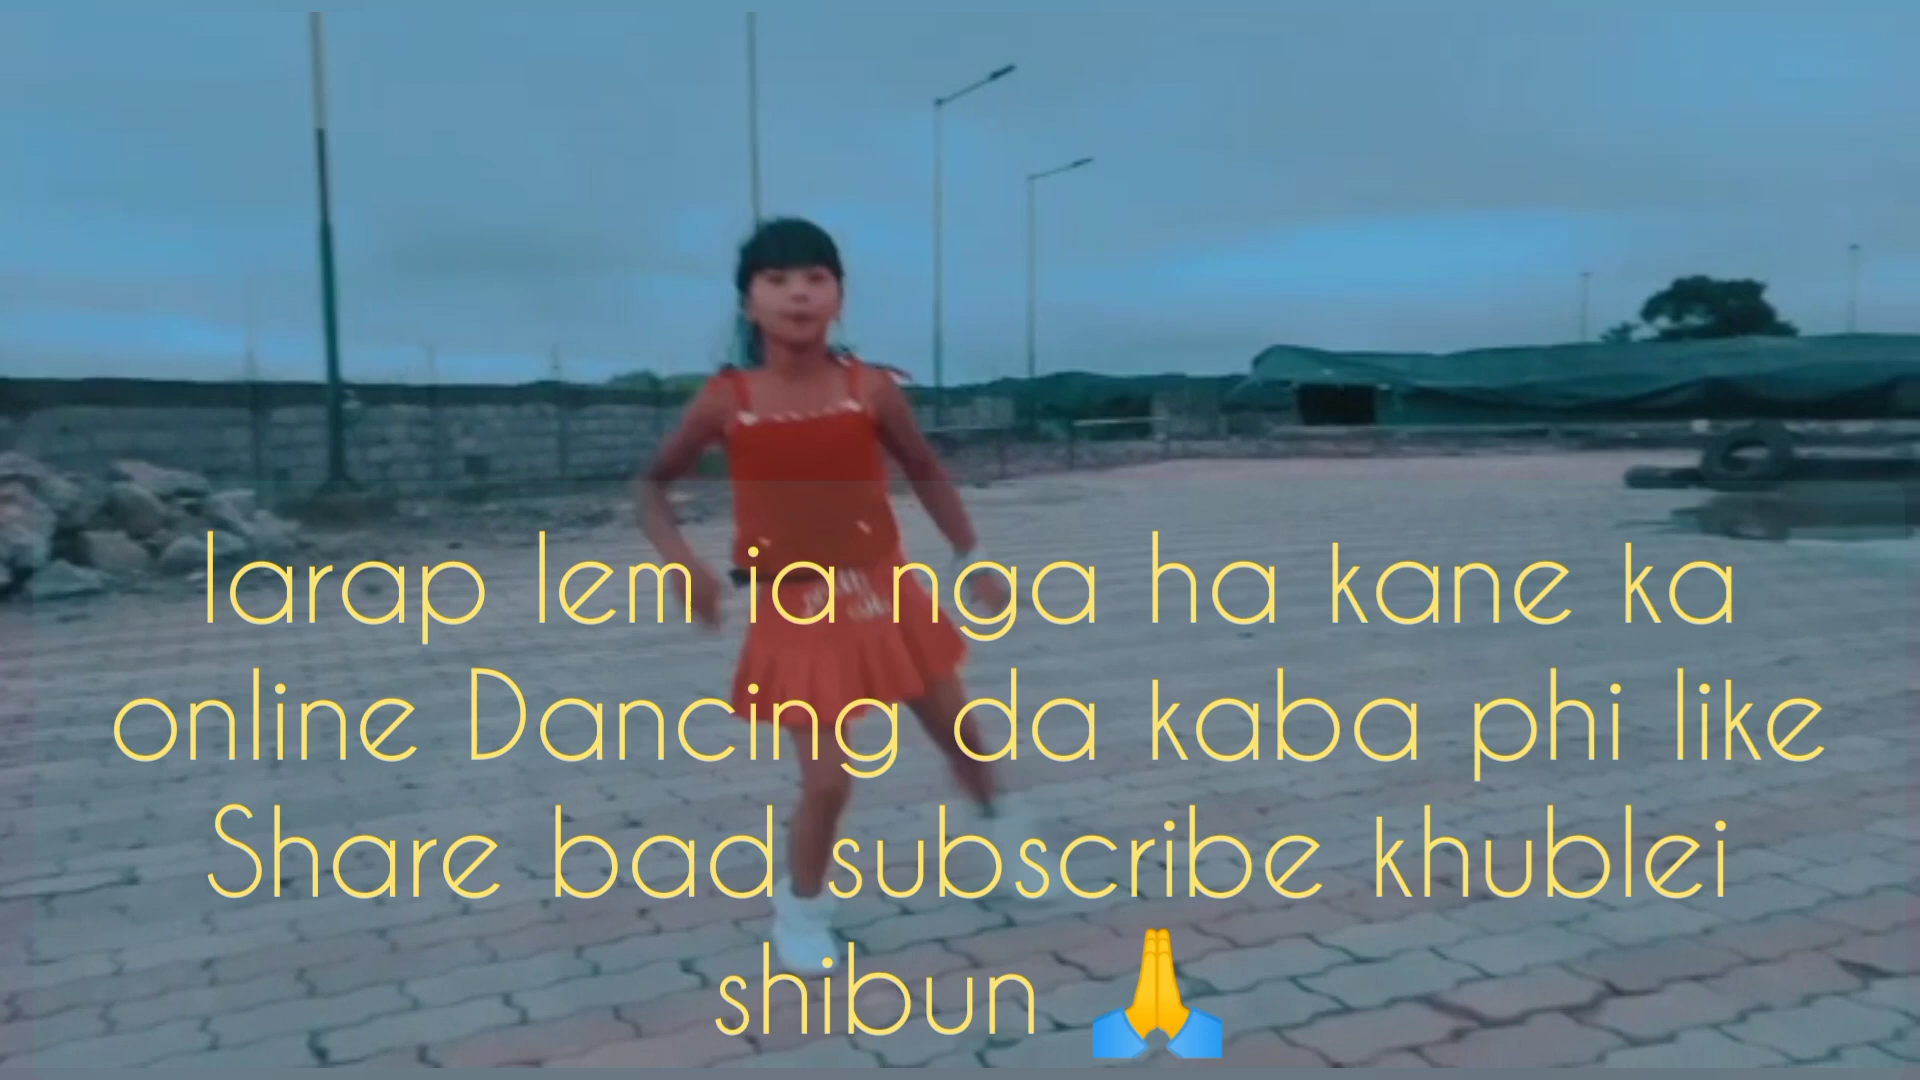 Iarap lem ia nga ha kane ka
online Dancing da kaba phi like
Share bad subscribe khublei
shibun 🙏